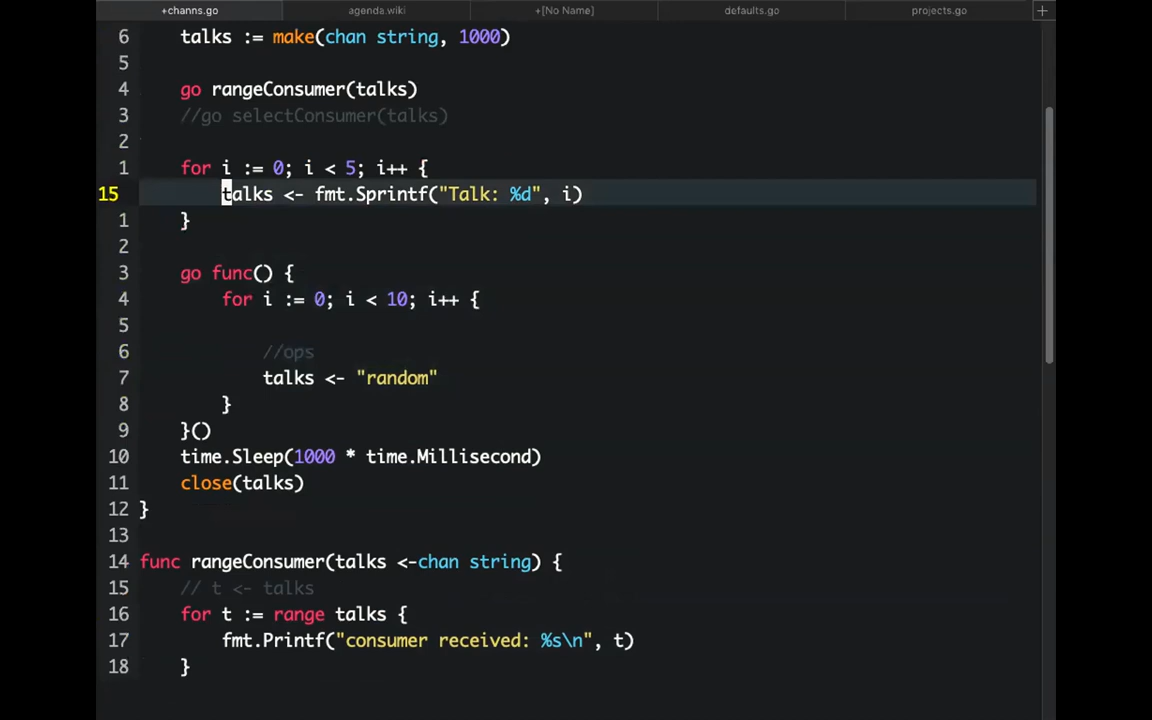 +channs.go agenda.wiki +[No Name] defaults.go projects.go +
6 talks := make(chan string, 1000)
5
4 go rangeConsumer(talks)
3 //go selectConsumer(talks)
2
1 for i := 0; i < 5; i++ {
15 talks <- fmt.Sprintf("Talk: %d", i)
1 }
2
3 go func() {
4 for i := 0; i < 10; i++ {
5
6 //ops
7 talks <- "random"
8 }
9 }()
10 time.Sleep(1000 * time.Millisecond)
11 close(talks)
12 }
13
14 func rangeConsumer(talks <-chan string) {
15 // t <- talks
16 for t := range talks {
17 fmt.Printf("consumer received: %s\n", t)
18 }